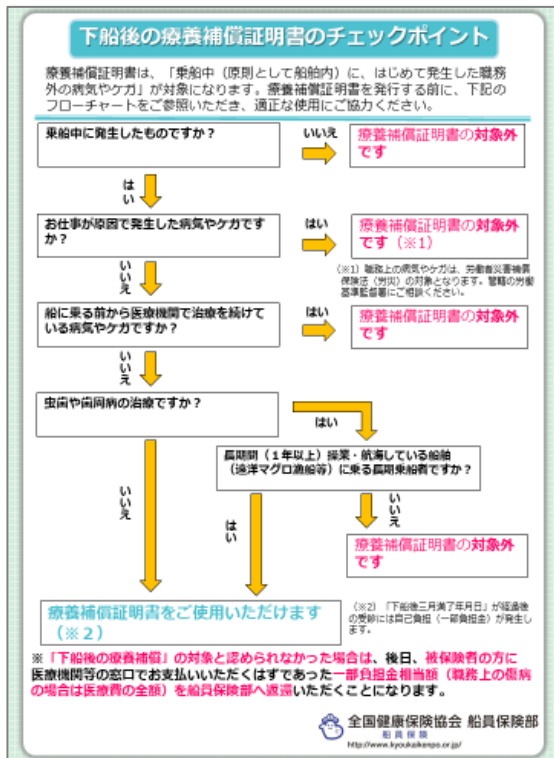 下船後の療養補償証明書のチェックポイント
療養補償証明書は、「乗船中（原則として船舶内）に、はじめて発生した職務
外の病気やケガ」が対象になります。療養補償証明書を発行する前に、下記の
フローチャートをご参照いただき、適正な使用にご協力ください。
乗船中に発生したものですか？
いいえ
療養補償証明書の対象外
です
はい
お仕事が原因で発生した病気やケガです
か？
はい
療養補償証明書の対象外
です（※1）
（※1）職務上の病気やケガは、労働者災害補償
保険法（労災）の対象となります。管轄の労働
基準監督署にご相談ください。
いいえ
船に乗る前から医療機関で治療を続けて
いる病気やケガですか？
はい
療養補償証明書の対象外
です
いいえ
虫歯や歯周病の治療ですか？
はい
長期間（１年以上）操業・航海している船舶
（遠洋マグロ漁船等）に乗る長期乗船者ですか？
いいえ
はい
いいえ
療養補償証明書の対象外
です
療養補償証明書をご使用いただけます
（※２）
（※2）「下船後三月満了年月日」が経過後
の受診には自己負担（一部負担金）が発生し
ます。
※「下船後の療養補償」の対象と認められなかった場合は、後日、被保険者の方に
医療機関等の窓口でお支払いいただくはずであった一部負担金相当額（職務上の傷病
の場合は医療費の全額）を船員保険部へ返還いただくことになります。
全国健康保険協会 船員保険部
船員保険
http://www.kyoukaikenpo.or.jp/